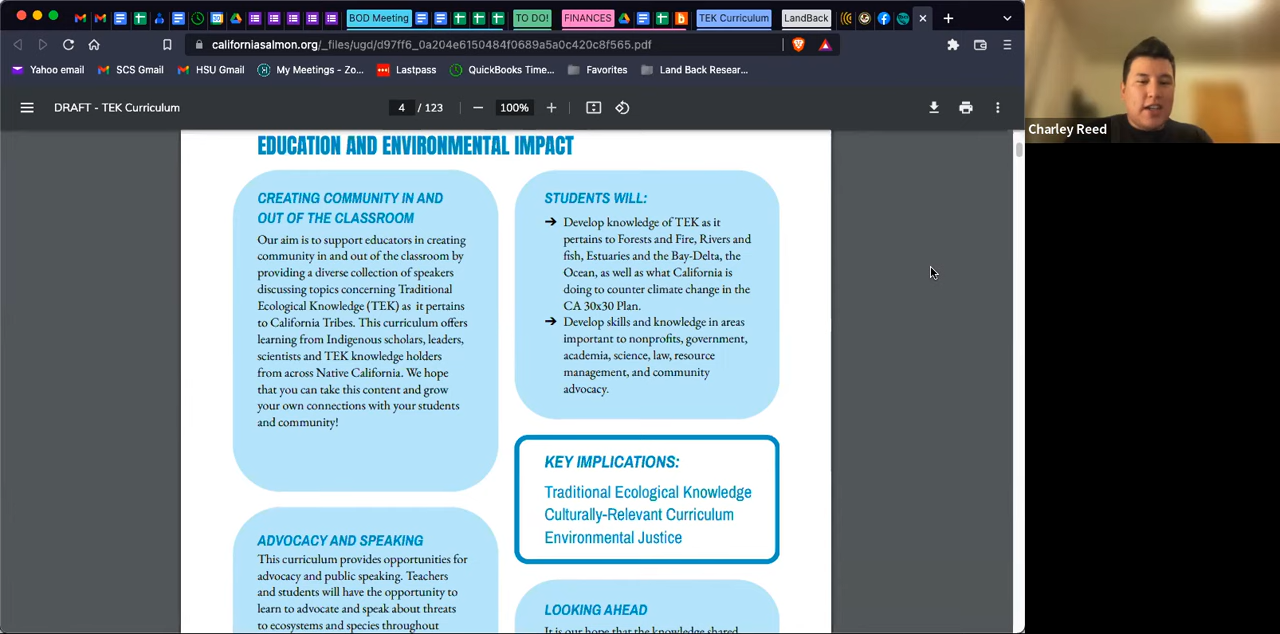 BOD Meeting
TO DO!
FINANCES
TEK Curriculum
LandBack
californiasalmon.org/_files/ugd/d97ff6_0a204e6150484f0689a5a0c420c8f565.pdf
Yahoo email
SCS Gmail
HSU Gmail
My Meetings - Zo...
Lastpass
QuickBooks Time...
Favorites
Land Back Resear...
DRAFT - TEK Curriculum
4 / 123
100%
Charley Reed
EDUCATION AND ENVIRONMENTAL IMPACT
CREATING COMMUNITY IN AND
OUT OF THE CLASSROOM
Our aim is to support educators in creating
community in and out of the classroom by
providing a diverse collection of speakers
discussing topics concerning Traditional
Ecological Knowledge (TEK) as it pertains
to California Tribes. This curriculum offers
learning from Indigenous scholars, leaders,
scientists and TEK knowledge holders
from across Native California. We hope
that you can take this content and grow
your own connections with your students
and community!
ADVOCACY AND SPEAKING
This curriculum provides opportunities for
advocacy and public speaking. Teachers
and students will have the opportunity to
learn to advocate and speak about threats
to ecosystems and species throughout
STUDENTS WILL:
➔ Develop knowledge of TEK as it
pertains to Forests and Fire, Rivers and
fish, Estuaries and the Bay-Delta, the
Ocean, as well as what California is
doing to counter climate change in the
CA 30x30 Plan.
➔ Develop skills and knowledge in areas
important to nonprofits, government,
academia, science, law, resource
management, and community
advocacy.
KEY IMPLICATIONS:
Traditional Ecological Knowledge
Culturally-Relevant Curriculum
Environmental Justice
LOOKING AHEAD
It is our hope that the knowledge shared